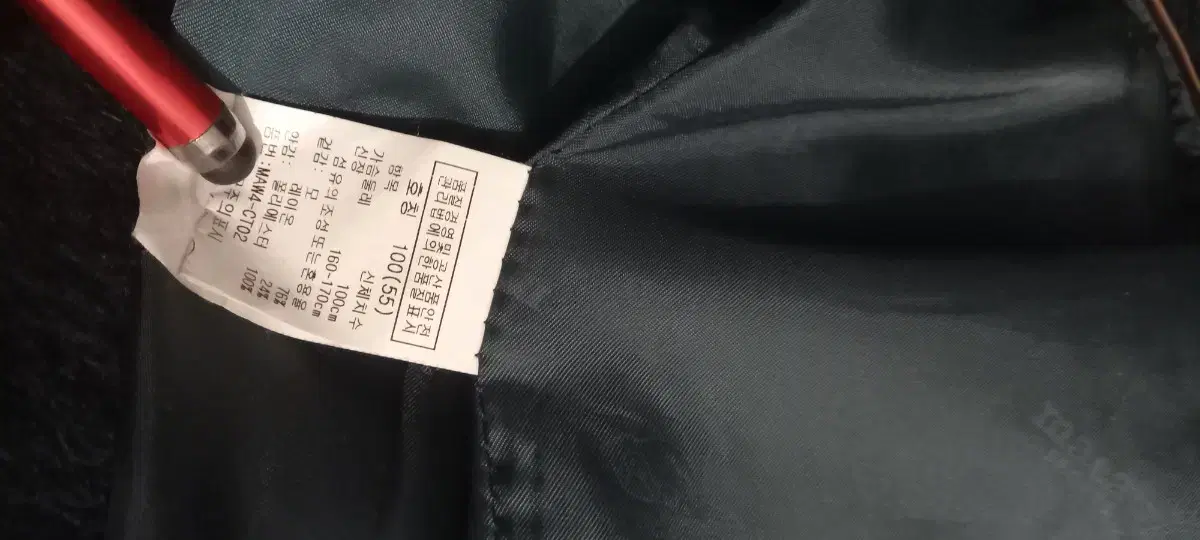 품질경영및공산품안전
관리법에의한품질표시
호칭 100(55)
항목 신체치수
가슴둘레 100cm
신장 160-170cm
섬유의조성또는혼용율
겉감: 모 76%
레이온 24%
안감: 폴리에스터 100%
품번:MAW4-CT02